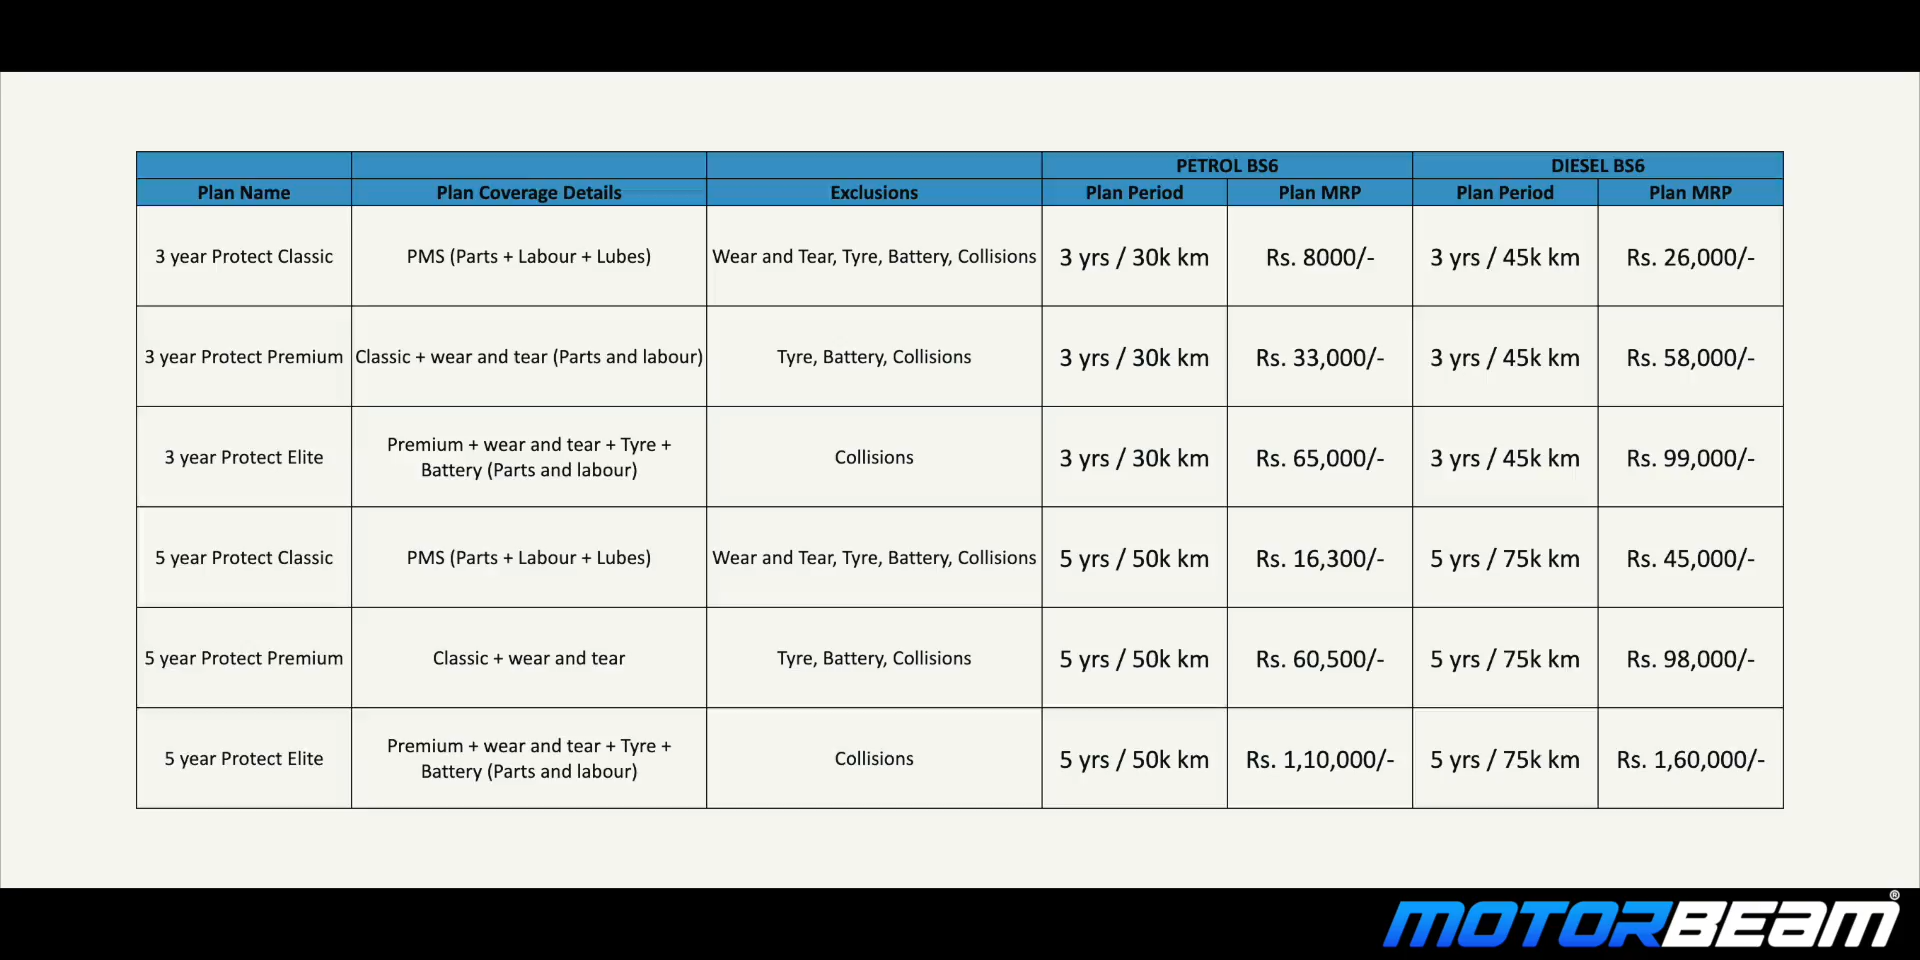 PETROL BS6 DIESEL BS6
Plan Name Plan Coverage Details Exclusions Plan Period Plan MRP Plan Period Plan MRP
3 year Protect Classic PMS (Parts + Labour + Lubes) Wear and Tear, Tyre, Battery, Collisions 3 yrs / 30k km Rs. 8000/- 3 yrs / 45k km Rs. 26,000/-
3 year Protect Premium Classic + wear and tear (Parts and labour) Tyre, Battery, Collisions 3 yrs / 30k km Rs. 33,000/- 3 yrs / 45k km Rs. 58,000/-
3 year Protect Elite Premium + wear and tear + Tyre +
Battery (Parts and labour) Collisions 3 yrs / 30k km Rs. 65,000/- 3 yrs / 45k km Rs. 99,000/-
5 year Protect Classic PMS (Parts + Labour + Lubes) Wear and Tear, Tyre, Battery, Collisions 5 yrs / 50k km Rs. 16,300/- 5 yrs / 75k km Rs. 45,000/-
5 year Protect Premium Classic + wear and tear Tyre, Battery, Collisions 5 yrs / 50k km Rs. 60,500/- 5 yrs / 75k km Rs. 98,000/-
5 year Protect Elite Premium + wear and tear + Tyre +
Battery (Parts and labour) Collisions 5 yrs / 50k km Rs. 1,10,000/- 5 yrs / 75k km Rs. 1,60,000/-
MOTORBEAM®